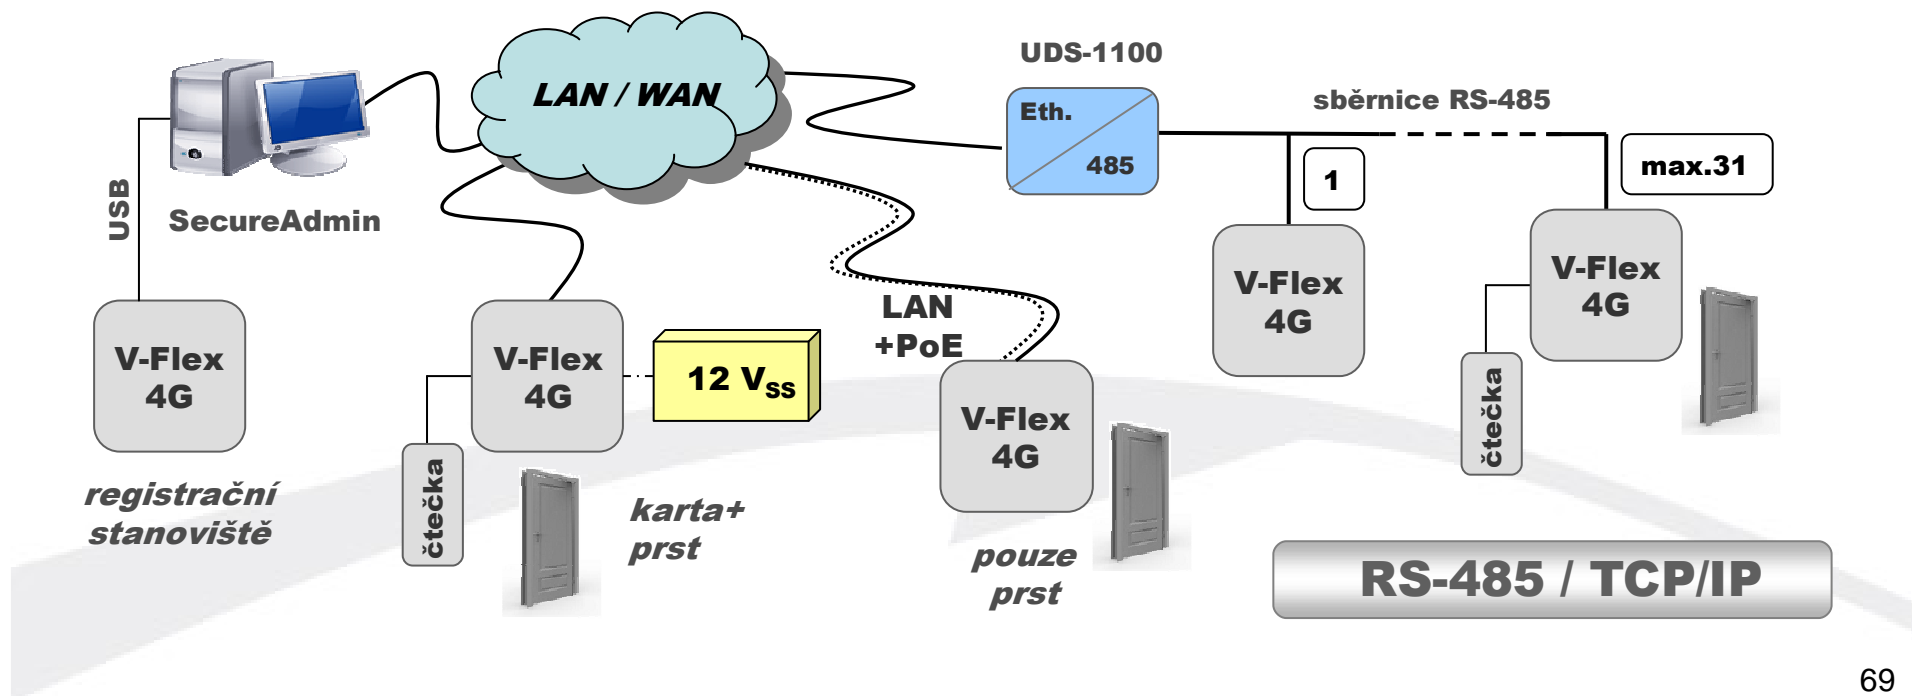 UDS-1100
LAN / WAN
Eth.
485
sběrnice RS-485
1
max.31
USB
SecureAdmin
V-Flex
4G
V-Flex
4G
12 VSS
LAN
+PoE
V-Flex
4G
V-Flex
4G
V-Flex
4G
čtečka
čtečka
registrační
stanoviště
karta+
prst
pouze
prst
RS-485 / TCP/IP
69